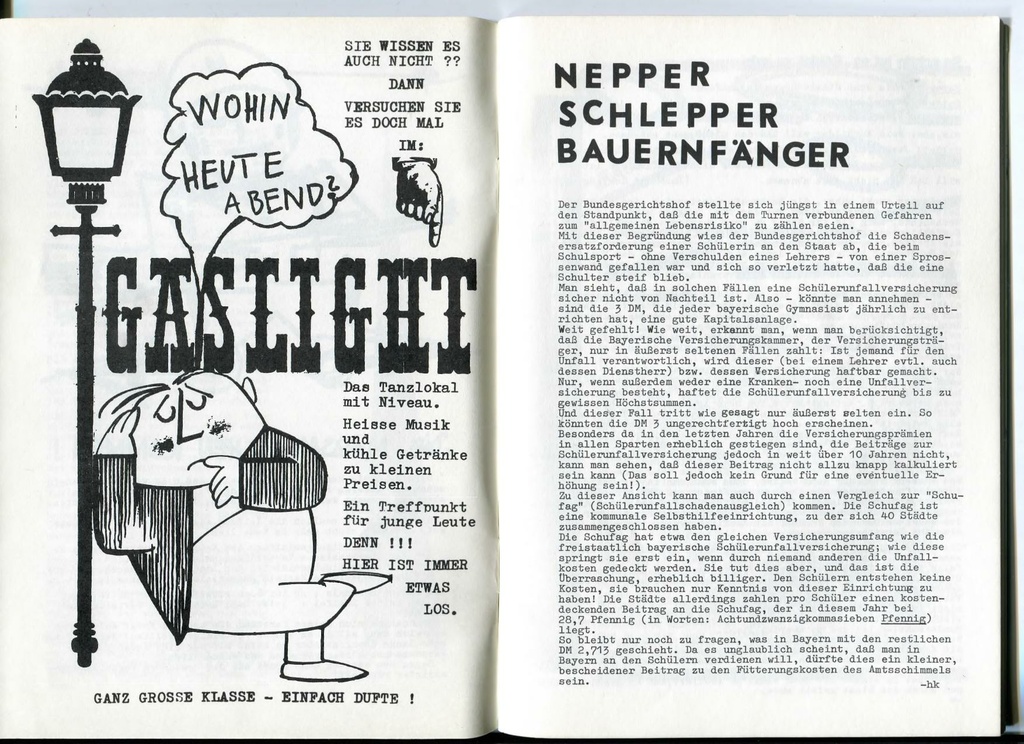 SIE WISSEN ES
AUCH NICHT ??
DANN
VERSUCHEN SIE
ES DOCH MAL
IM:
WOHIN
HEUTE
ABEND?
GASLIGHT
Das Tanzlokal
mit Niveau.
Heisse Musik
und
kühle Getränke
zu kleinen
Preisen.
Ein Treffpunkt
für junge Leute
DENN !!!
HIER IST IMMER
ETWAS
LOS.
GANZ GROSSE KLASSE - EINFACH DUFTE !
NEPPER
SCHLEPPER
BAUERNFÄNGER
Der Bundesgerichtshof stellte sich jüngst in einem Urteil auf
den Standpunkt, daß die mit dem Turnen verbundenen Gefahren
zum "allgemeinen Lebensrisiko" zu zählen seien.
Mit dieser Begründung wies der Bundesgerichtshof die Schadens-
ersatzforderung einer Schülerin an den Staat ab, die beim
Schulsport - ohne Verschulden eines Lehrers - von einer Spros-
senwand gefallen war und sich so verletzt hatte, daß die eine
Schulter steif blieb.
Man sieht, daß in solchen Fällen eine Schülerunfallversicherung
sicher nicht von Nachteil ist. Also - könnte man annehmen -
sind die 3 DM, die jeder bayerische Gymnasiast jährlich zu ent-
richten hat, eine gute Kapitalsanlage.
Weit gefehlt! Wie weit, erkannt man, wenn man berücksichtigt,
daß die Bayerische Versicherungskammer, der Versicherungsträ-
ger, nur in äußerst seltenen Fällen zahlt: Ist jemand für den
Unfall verantwortlich, wird dieser (bei einem Lehrer evtl. auch
dessen Dienstherr) bzw. dessen Versicherung haftbar gemacht.
Nur, wenn außerdem weder eine Kranken- noch eine Unfallver-
sicherung besteht, haftet die Schülerunfallversicherung bis zu
gewissen Höchstsummen.
Und dieser Fall tritt wie gesagt nur äußerst selten ein. So
könnten die DM 3 ungerechtferzigt hoch erscheinen.
Besonders da in den letzten Jahren die Versicherungsprämien
in allen Sparten erheblich gestiegen sind, die Beiträge zur
Schülerunfallversicherung jedoch in weit über 10 Jahren nicht,
kann man sehen, daß dieser Beitrag nicht allzu knapp kalkuliert
sein kann (Das soll jedoch kein Grund für eine eventuelle Er-
höhung sein!).
Zu dieser Ansicht kann man auch durch einen Vergleich zur "Schu-
fag" (Schülerunfallschadenausgleich) kommen. Die Schufag ist
eine kommunale Selbsthilfeeinrichtung, zu der sich 40 Städte
zusammengeschlossen haben.
Die Schufag hat etwa den gleichen Versicherungsumfang wie die
freistaatlich bayerische Schülerunfallversicherung; wie diese
springt sie erst ein, wenn durch niemand anderen die Unfall-
kosten gedeckt werden. Sie tut dies aber, und das ist die
Überraschung, erheblich billiger. Den Schülern entstehen keine
Kosten, sie brauchen nur Kenntnis von dieser Einrichtung zu
haben! Die Städte allerdings zahlen pro Schüler einen kosten-
deckenden Beitrag an die Schufag, der in diesem Jahr bei
28,7 Pfennig (in Worten: Achtundzwanzigkommasieben Pfennig)
liegt.
So bleibt nur noch zu fragen, was in Bayern mit den restlichen
DM 2,713 geschieht. Da es unglaublich scheint, daß man in
Bayern an den Schülern verdienen will, dürfte dies ein kleiner,
bescheidener Beitrag zu den Fütterungskosten des Amtsschimmels
sein.
-hk